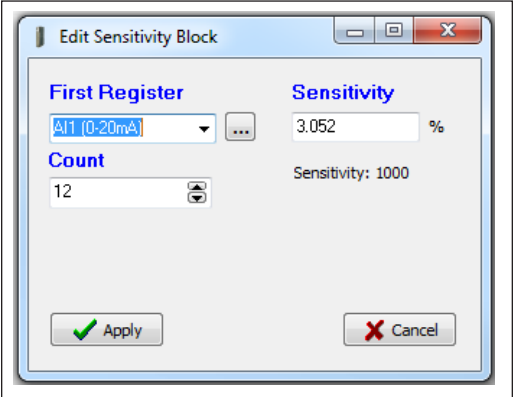 Edit Sensitivity Block
First Register
Sensitivity
AI1 (0-20mA)
...
3.052
%
Count
12
Sensitivity: 1000
Apply
Cancel